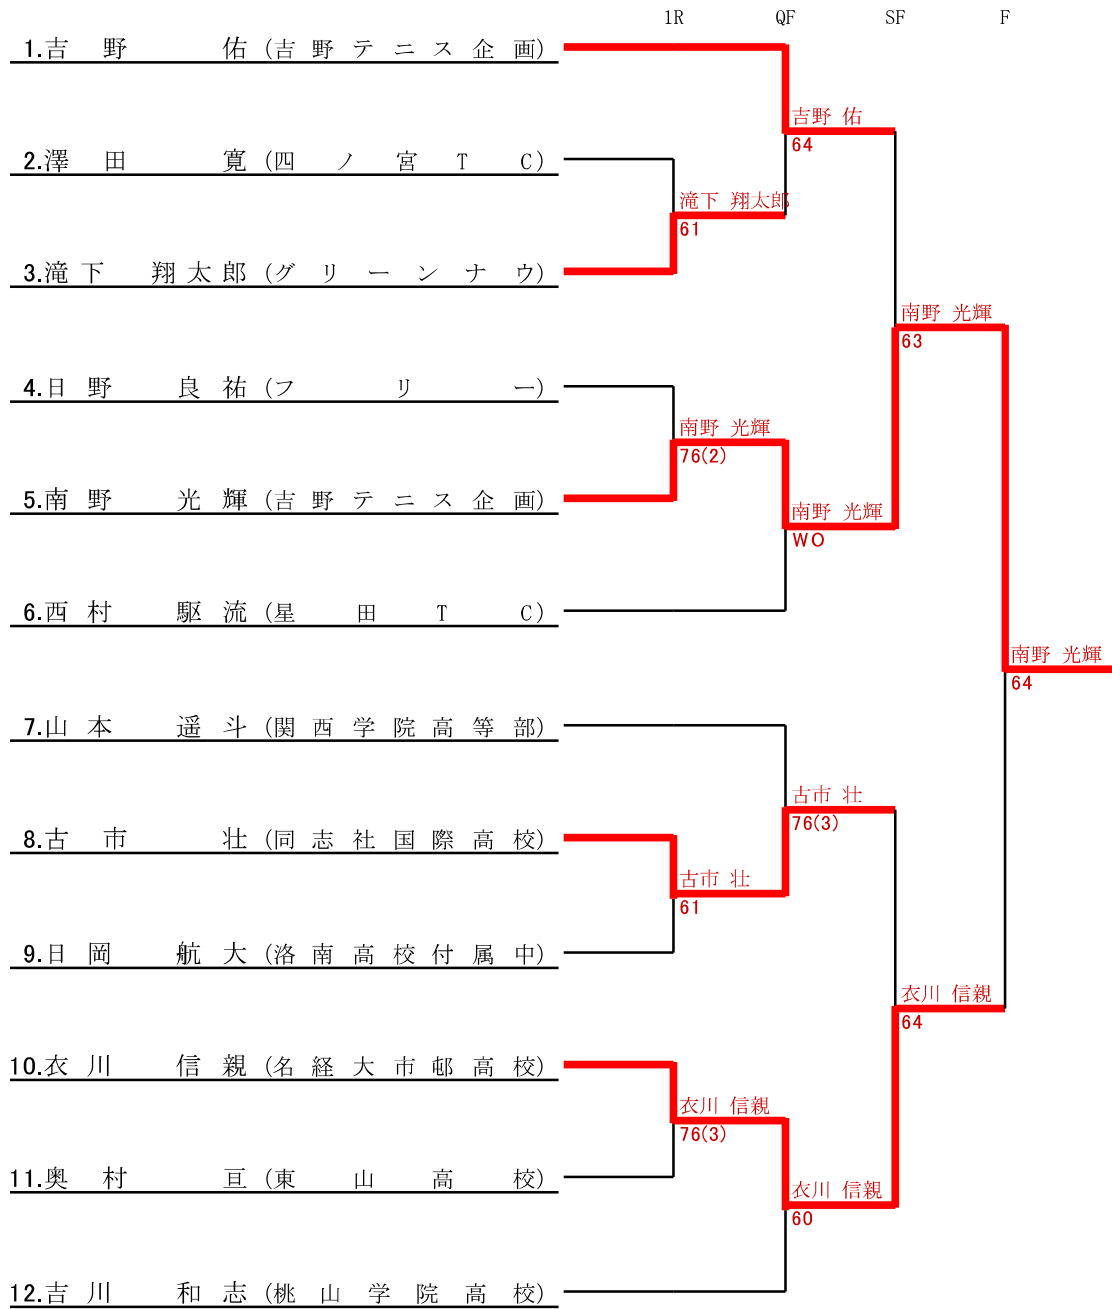 1R QF SF F
1.吉野 佑(吉野テニス企画)
吉野 佑
64
2.澤田 寛(四ノ宮TC)
滝下 翔太郎
61
3.滝下 翔太郎(グリーンナウ)
南野 光輝
63
4.日野 良祐(フリー)
南野 光輝
76(2)
5.南野 光輝(吉野テニス企画)
南野 光輝
WO
6.西村 駆流(星田TC)
南野 光輝
64
7.山本 遥斗(関西学院高等部)
古市 壮
76(3)
8.古市 壮(同志社国際高校)
古市 壮
61
9.日岡 航大(洛南高校付属中)
衣川 信親
64
10.衣川 信親(名経大市邨高校)
衣川 信親
76(3)
11.奥村 亘(東山高校)
衣川 信親
60
12.吉川 和志(桃山学院高校)